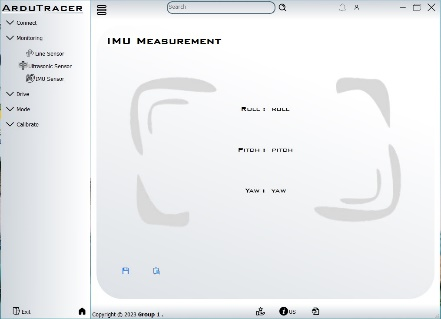 ArduTracer
Search
Connect
Monitoring
Line Sensor
Ultrasonic Sensor
IMU Sensor
Drive
Mode
Calibrate
Exit
IMU Measurement
Roll : roll
Pitch : pitch
Yaw : yaw
Copyright © 2023 Group 1 .
US